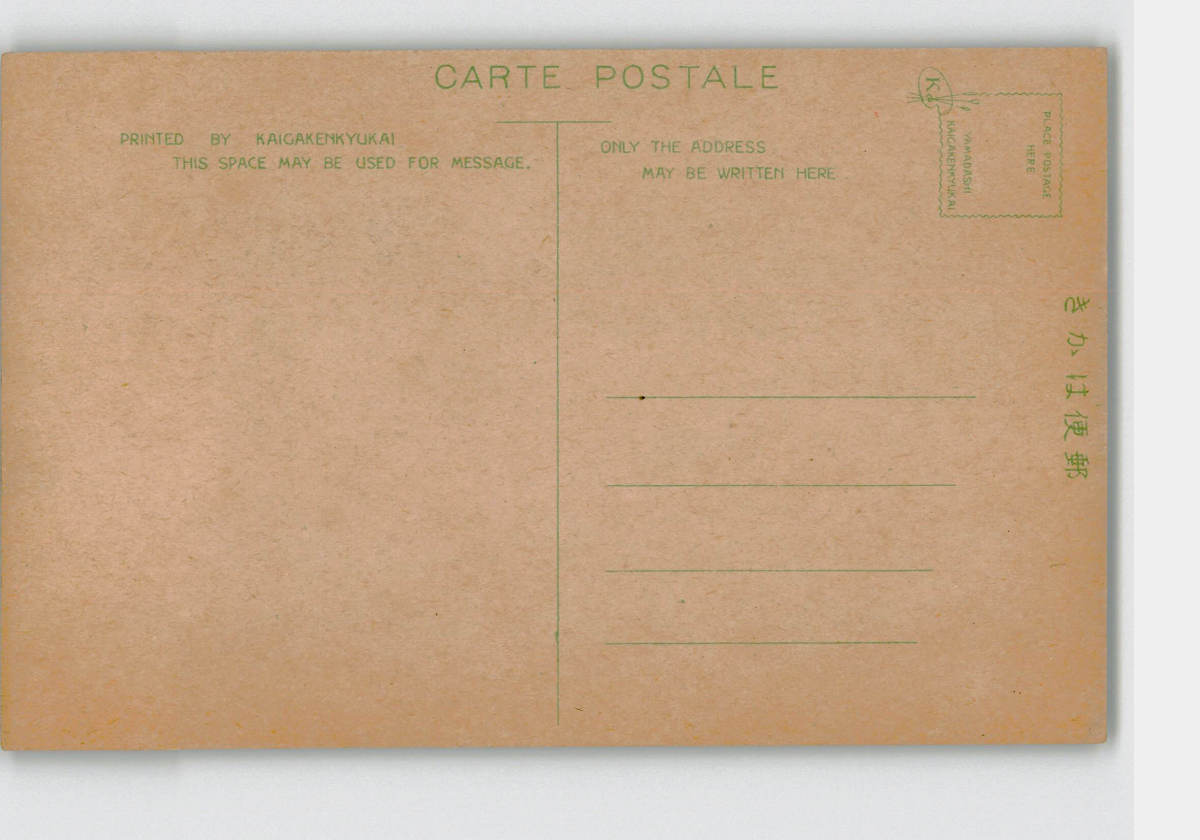 CARTE POSTALE
PRINTED BY KAIGAKENKYUKAI
THIS SPACE MAY BE USED FOR MESSAGE.
ONLY THE ADDRESS
MAY BE WRITTEN HERE
K
PLACE POSTAGE
HERE
YAMADASHI
KAIGAKENKYUKAI
きかは便郵